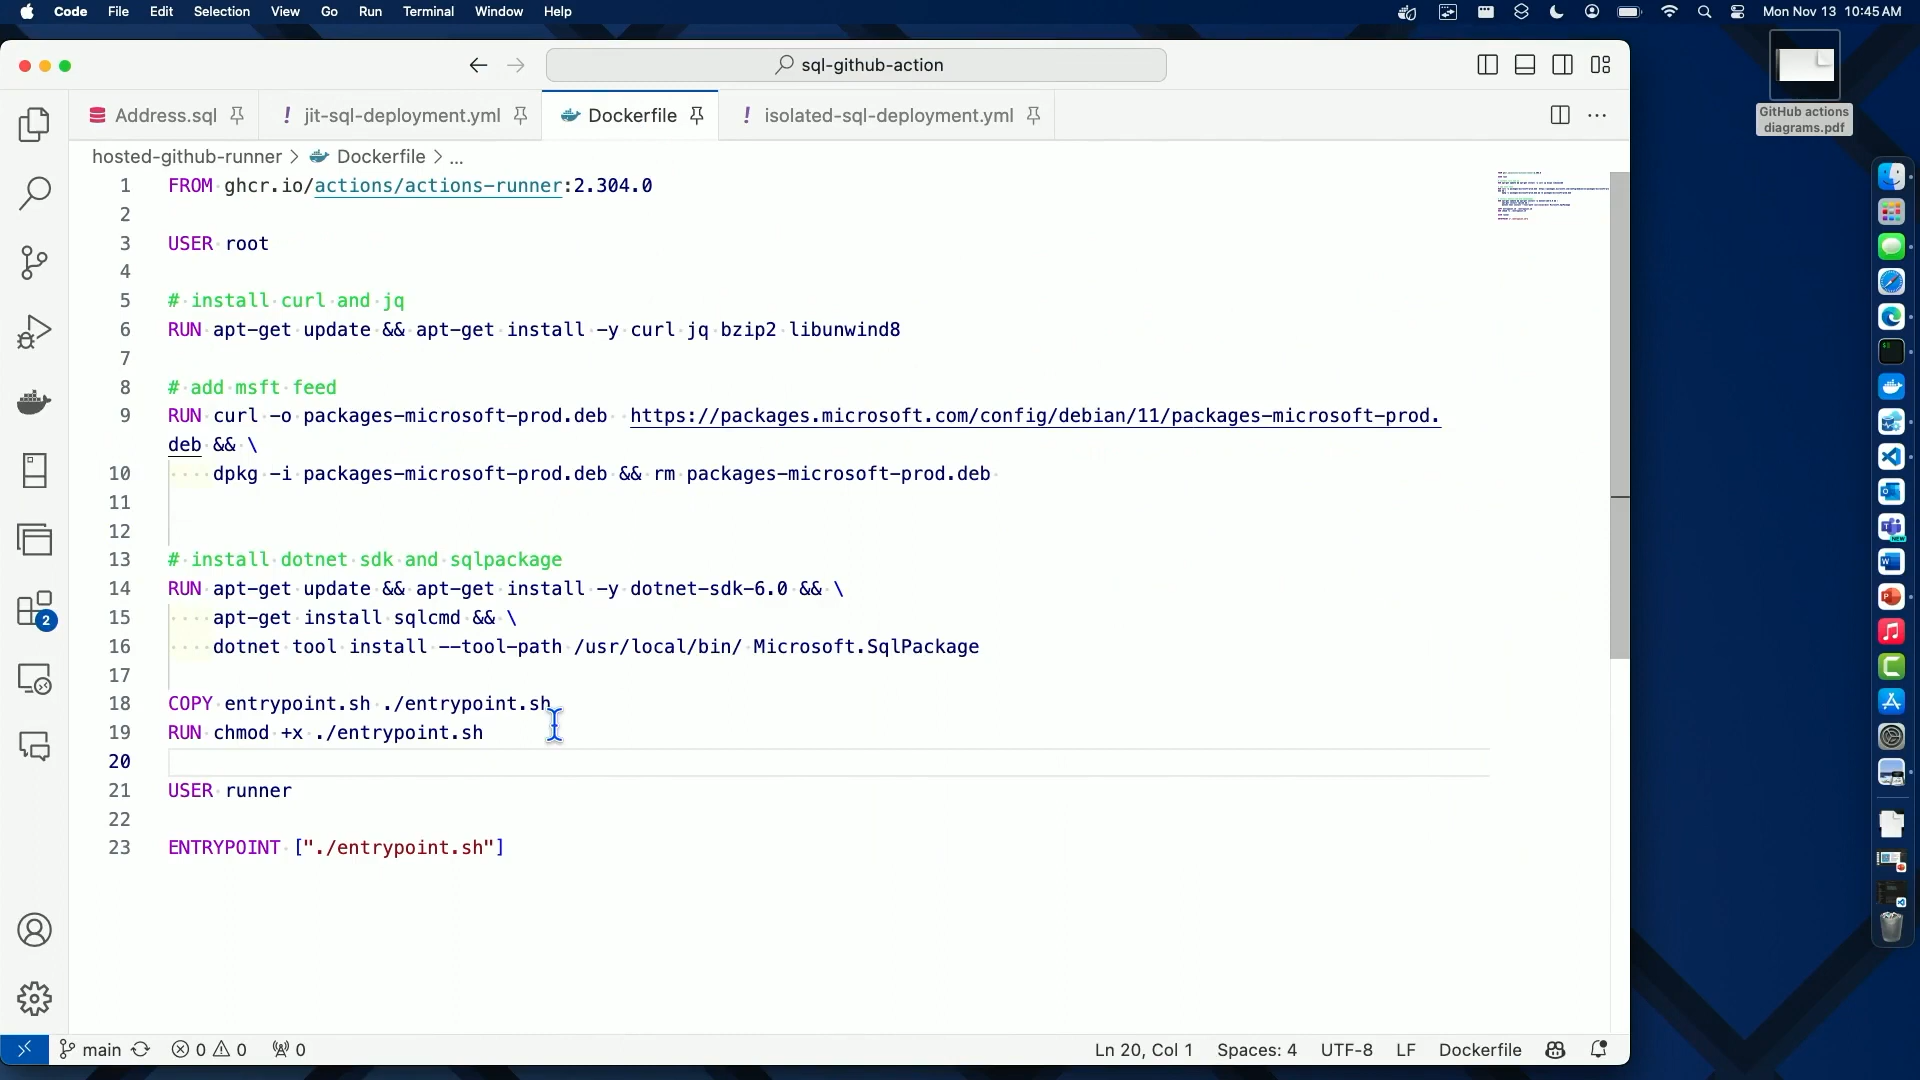 Code File Edit Selection View Go Run Terminal Window Help Mon Nov 13 10:45 AM
sql-github-action
Address.sql ! jit-sql-deployment.yml Dockerfile ! isolated-sql-deployment.yml
hosted-github-runner > Dockerfile > ...
1 FROM ghcr.io/actions/actions-runner:2.304.0
2
3 USER root
4
5 # install curl and jq
6 RUN apt-get update && apt-get install -y curl jq bzip2 libunwind8
7
8 # add msft feed
9 RUN curl -o packages-microsoft-prod.deb https://packages.microsoft.com/config/debian/11/packages-microsoft-prod.
deb && \
10 dpkg -i packages-microsoft-prod.deb && rm packages-microsoft-prod.deb
11
12
13 # install dotnet sdk and sqlpackage
14 RUN apt-get update && apt-get install -y dotnet-sdk-6.0 && \
15 apt-get install sqlcmd && \
16 dotnet tool install --tool-path /usr/local/bin/ Microsoft.SqlPackage
17
18 COPY entrypoint.sh ./entrypoint.sh
19 RUN chmod +x ./entrypoint.sh
20
21 USER runner
22
23 ENTRYPOINT ["./entrypoint.sh"]
2
main 0 0 0 Ln 20, Col 1 Spaces: 4 UTF-8 LF Dockerfile
GitHub actions
diagrams.pdf